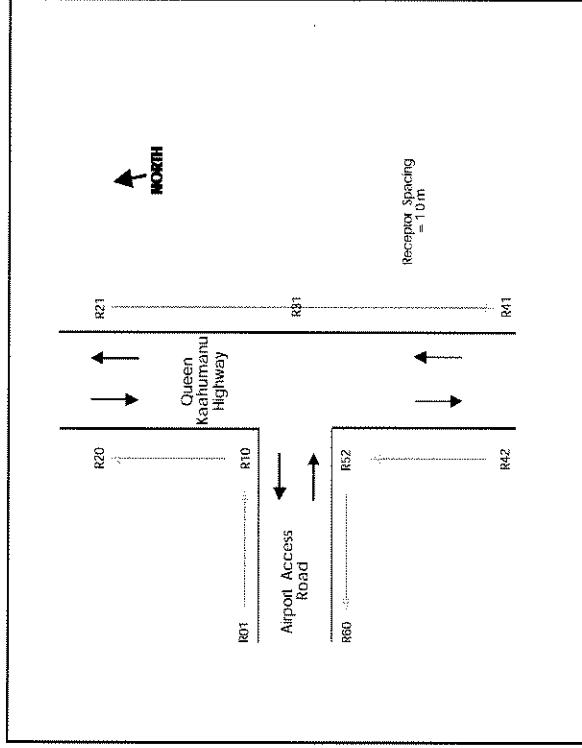 NORTH
R20
R21
Queen
Kaahumanu
Highway
R01
R10
R31
Airport Access
Road
Receptor Spacing
= 10 m
R60
R52
R42
R41